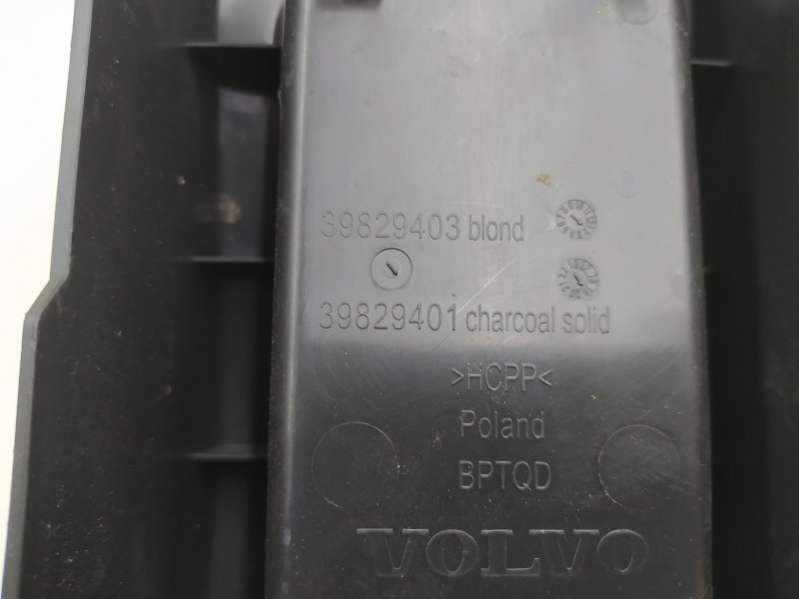 39829403 blond
39829401 charcoal solid
>HCPP<
Poland
BPTQD
VOLVO